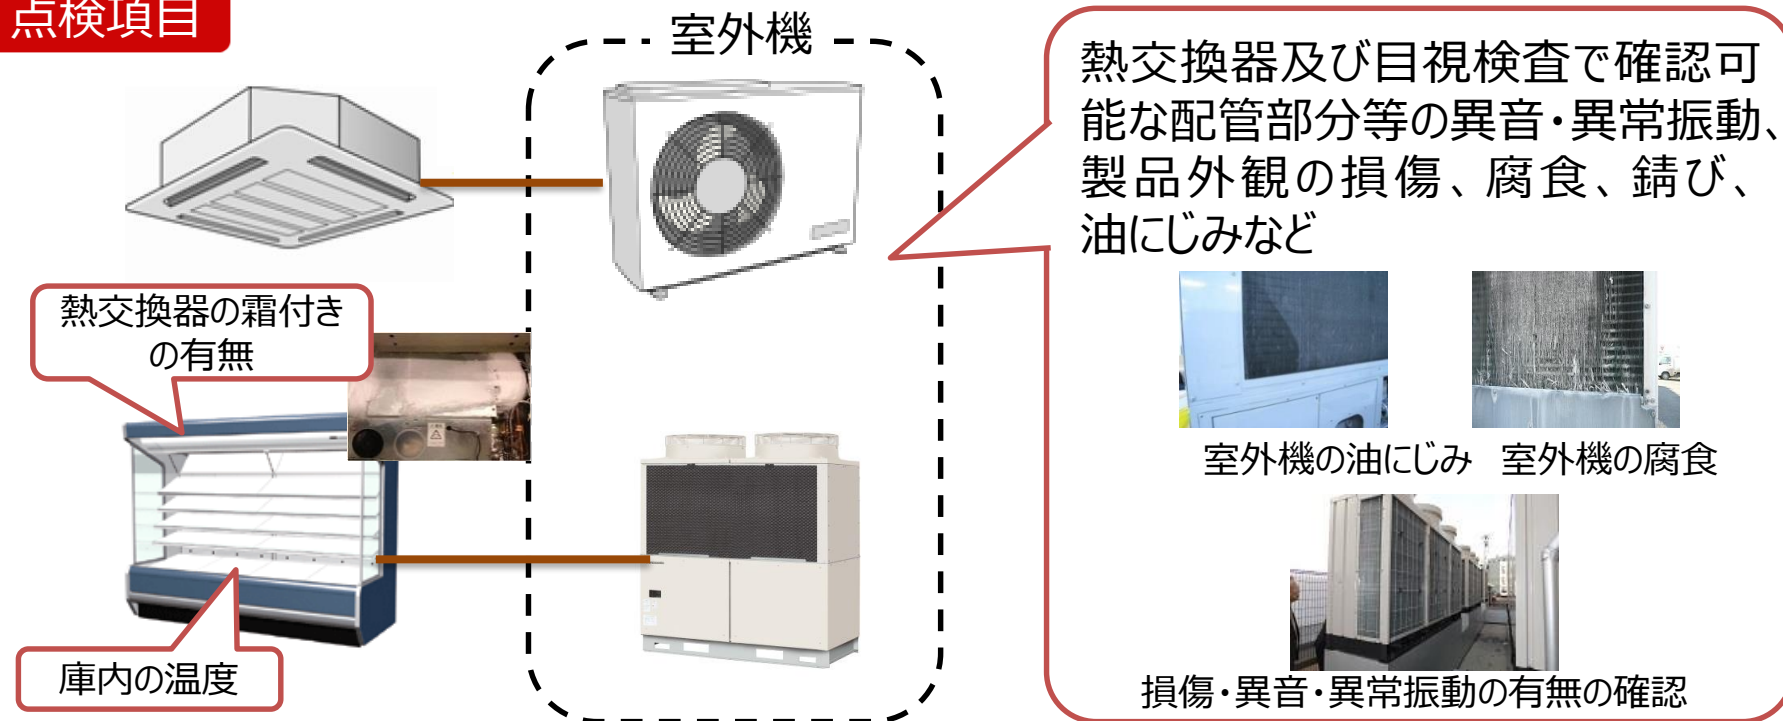 点検項目
室外機
熱交換器及び目視検査で確認可
能な配管部分等の異音・異常振動、
製品外観の損傷、腐食、錆び、
油にじみなど
熱交換器の霜付き
の有無
庫内の温度
室外機の油にじみ
室外機の腐食
損傷・異音・異常振動の有無の確認